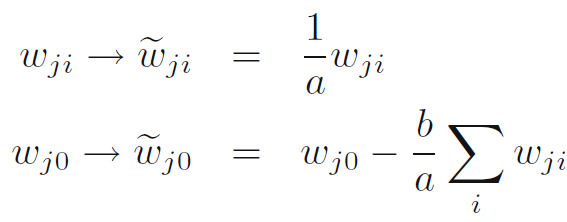 w_{ji} → \widetilde{w}_{ji} = \frac{1}{a} w_{ji}
w_{j0} → \widetilde{w}_{j0} = w_{j0} − \frac{b}{a} \sum_{i} w_{ji}